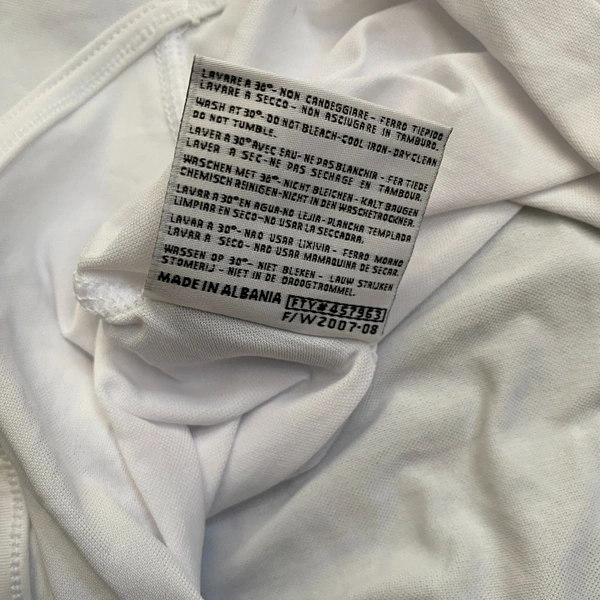 LAVARE A 30°- NON CANDEGGIARE - FERRO TIEPIDO
LAVARE A SECCO - NON ASCIUGARE IN TAMBURO.
WASH AT 30°-DO NOT BLEACH-COOL IRON-DRY CLEAN
DO NOT TUMBLE.
LAVER A 30° AVEC EAU-NE PAS BLANCHIR - FER TIEDE
LAVER A SEC-NE PAS SECHAGE EN TAMBOUR.
WASCHEN MET 30°- NICHT BLEICHEN - KALT BAUGEN
CHEMISCH REINIGEN-NICHT IN DEN WASCHETROCKNER.
LAVAR A 30° EN AGUA-NO LEJIA-PLANCHA TEMPLADA
LIMPIAR EN SECO-NO USAR LA SECCADRA.
LAVAR A 30°-NAO USAR LIXIVIA - FERRO MORNO
LAVAR A SECO - NAO USAR MAMAQUINA DE SECAR.
WASSEN OP 30°- NIET BLEKEN - LAUW STRIJKEN
STOMERIJ - NIET IN DE DROOGTROMMEL.
MADE IN ALBANIA FTY# 457963
F/W2007-08